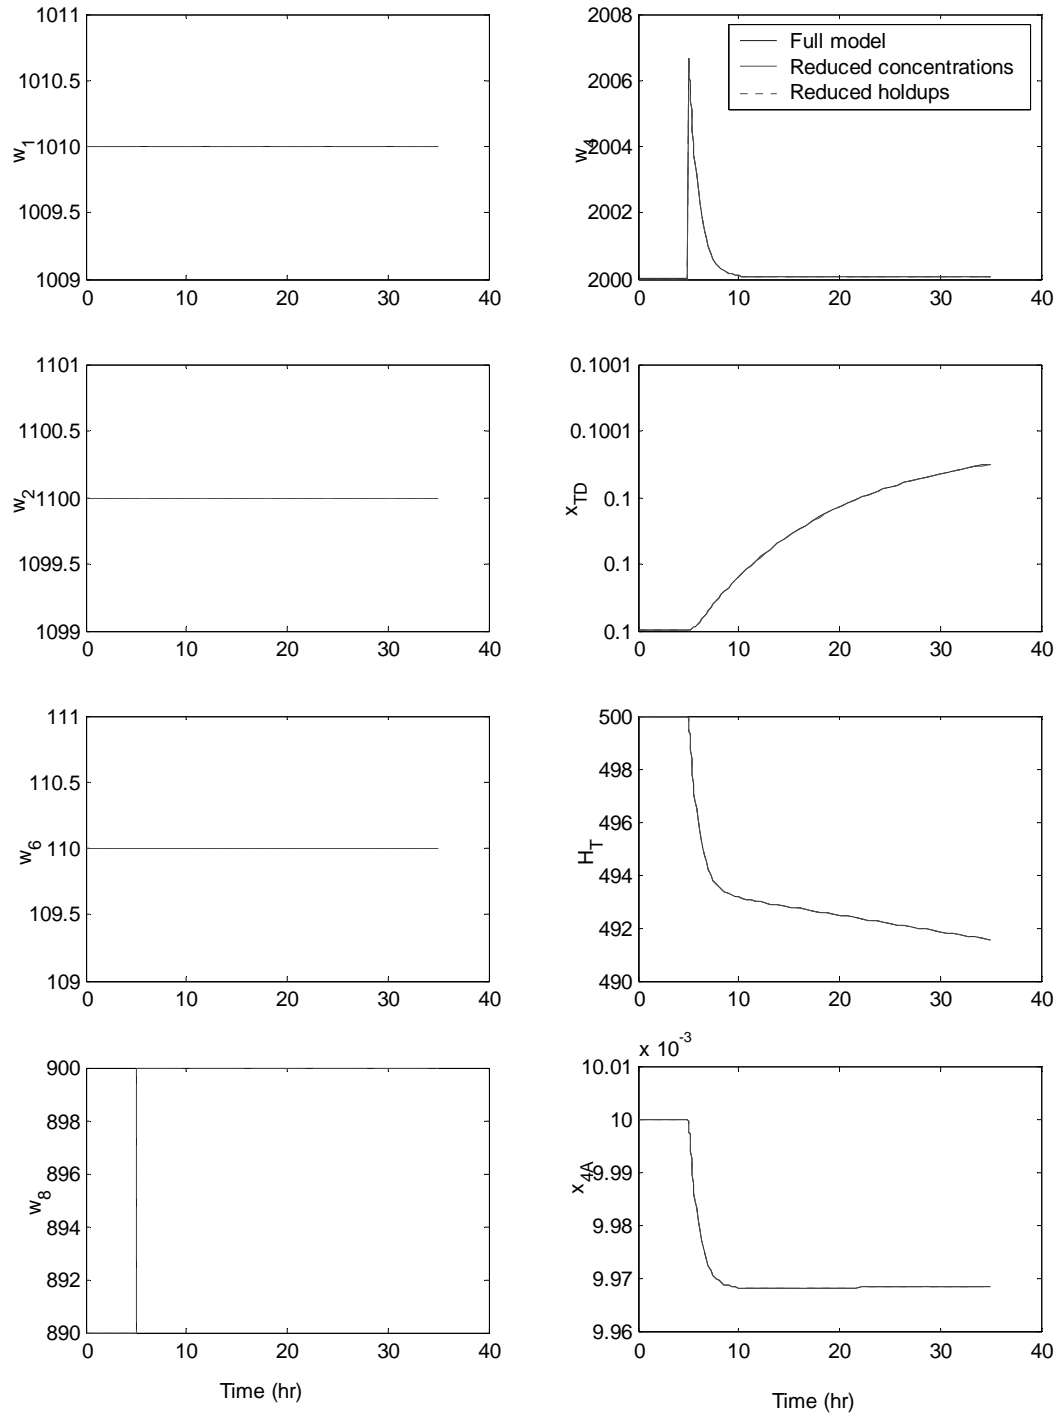 1011
1010.5
1010
1009.5
1009
w1
0 10 20 30 40
2008
2006
2004
2002
2000
w4
0 10 20 30 40
Full model
Reduced concentrations
Reduced holdups
1101
1100.5
1100
1099.5
1099
w2
0 10 20 30 40
0.1001
0.1001
0.1
0.1
0.1
xTD
0 10 20 30 40
111
110.5
110
109.5
109
w6
0 10 20 30 40
500
498
496
494
492
490
HT
0 10 20 30 40
900
898
896
894
892
890
w8
0 10 20 30 40
Time (hr)
x 10-3
10.01
10
9.99
9.98
9.97
9.96
x4A
0 10 20 30 40
Time (hr)